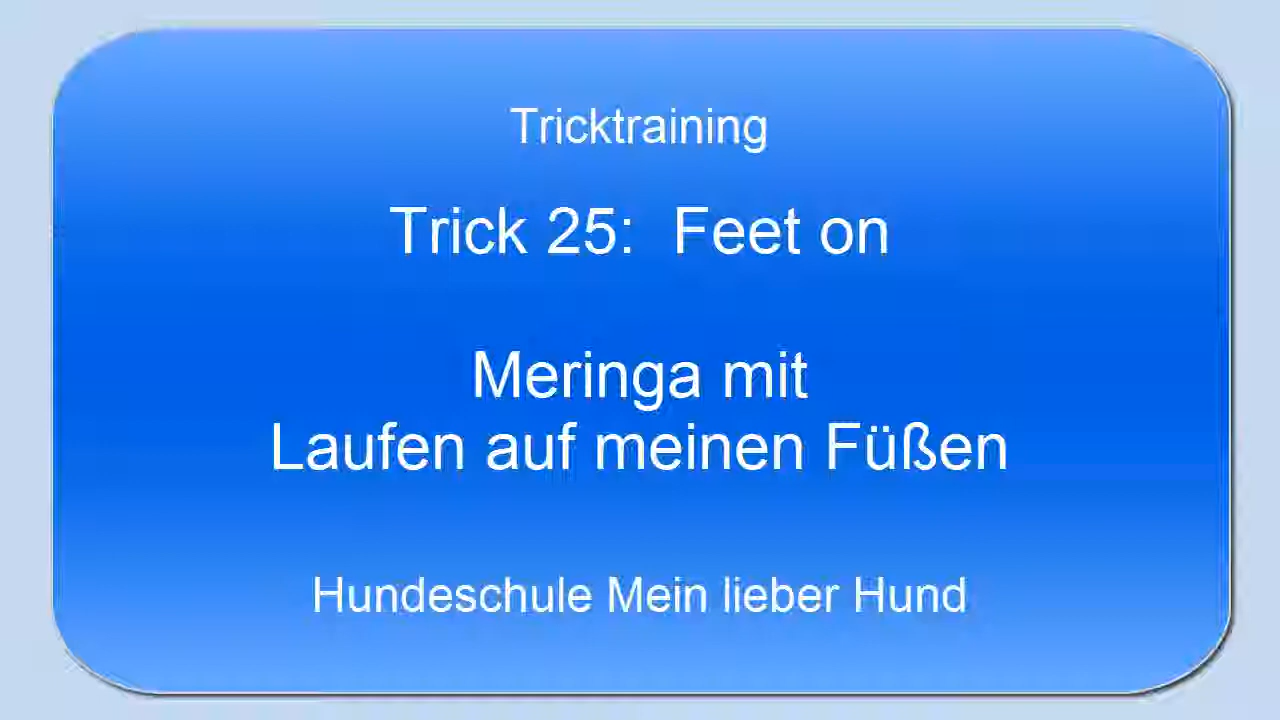 Tricktraining
Trick 25:  Feet on
Meringa mit
Laufen auf meinen Füßen
Hundeschule Mein lieber Hund